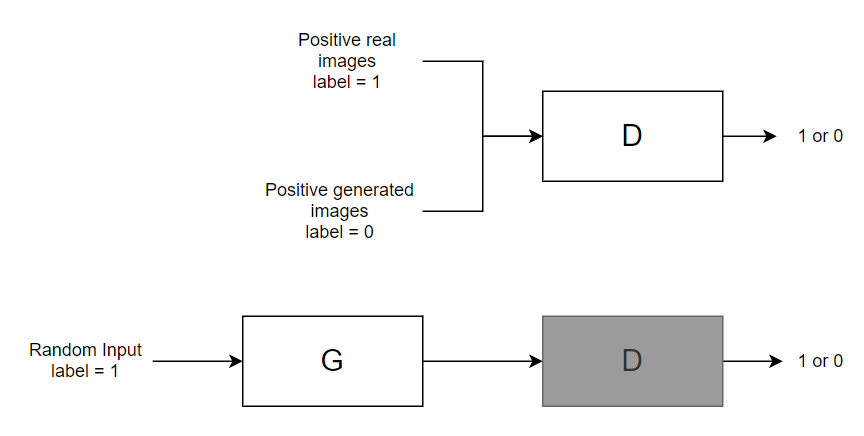 Positive real
images
label = 1
D
1 or 0
Positive generated
images
label = 0
Random Input
label = 1
G
D
1 or 0